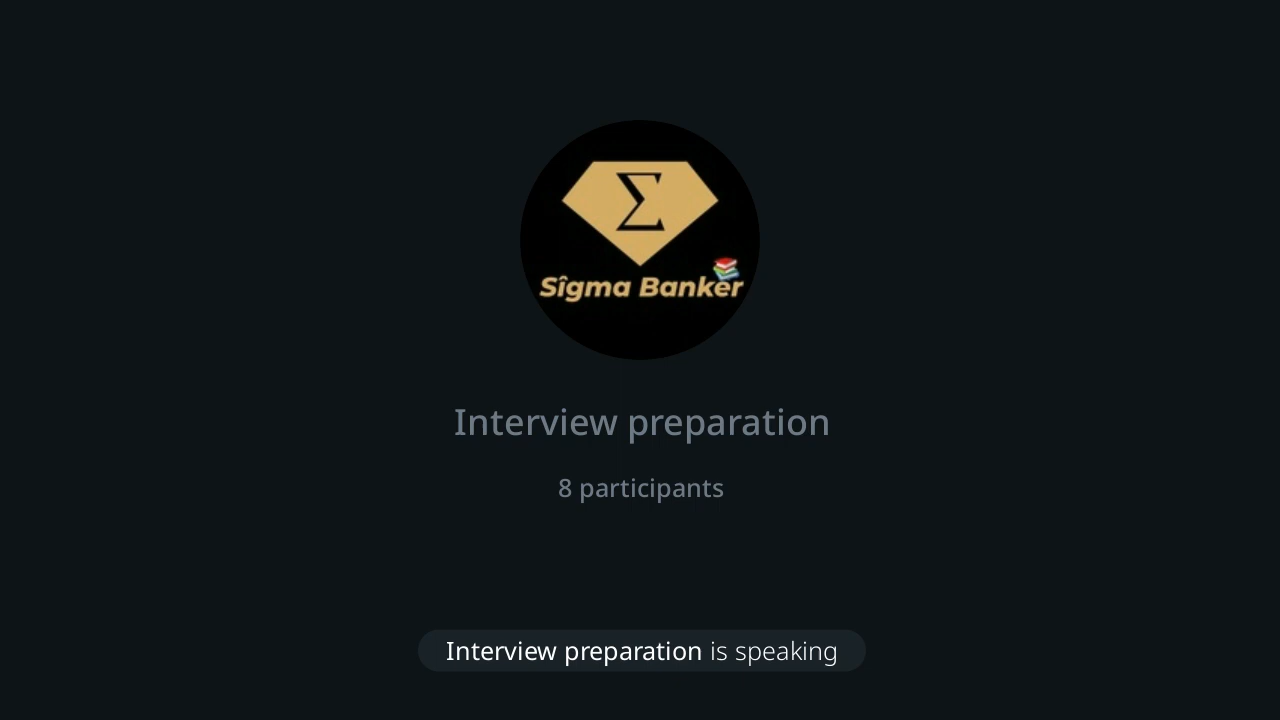 Σ
Sîgma Banker
Interview preparation
8 participants
Interview preparation is speaking